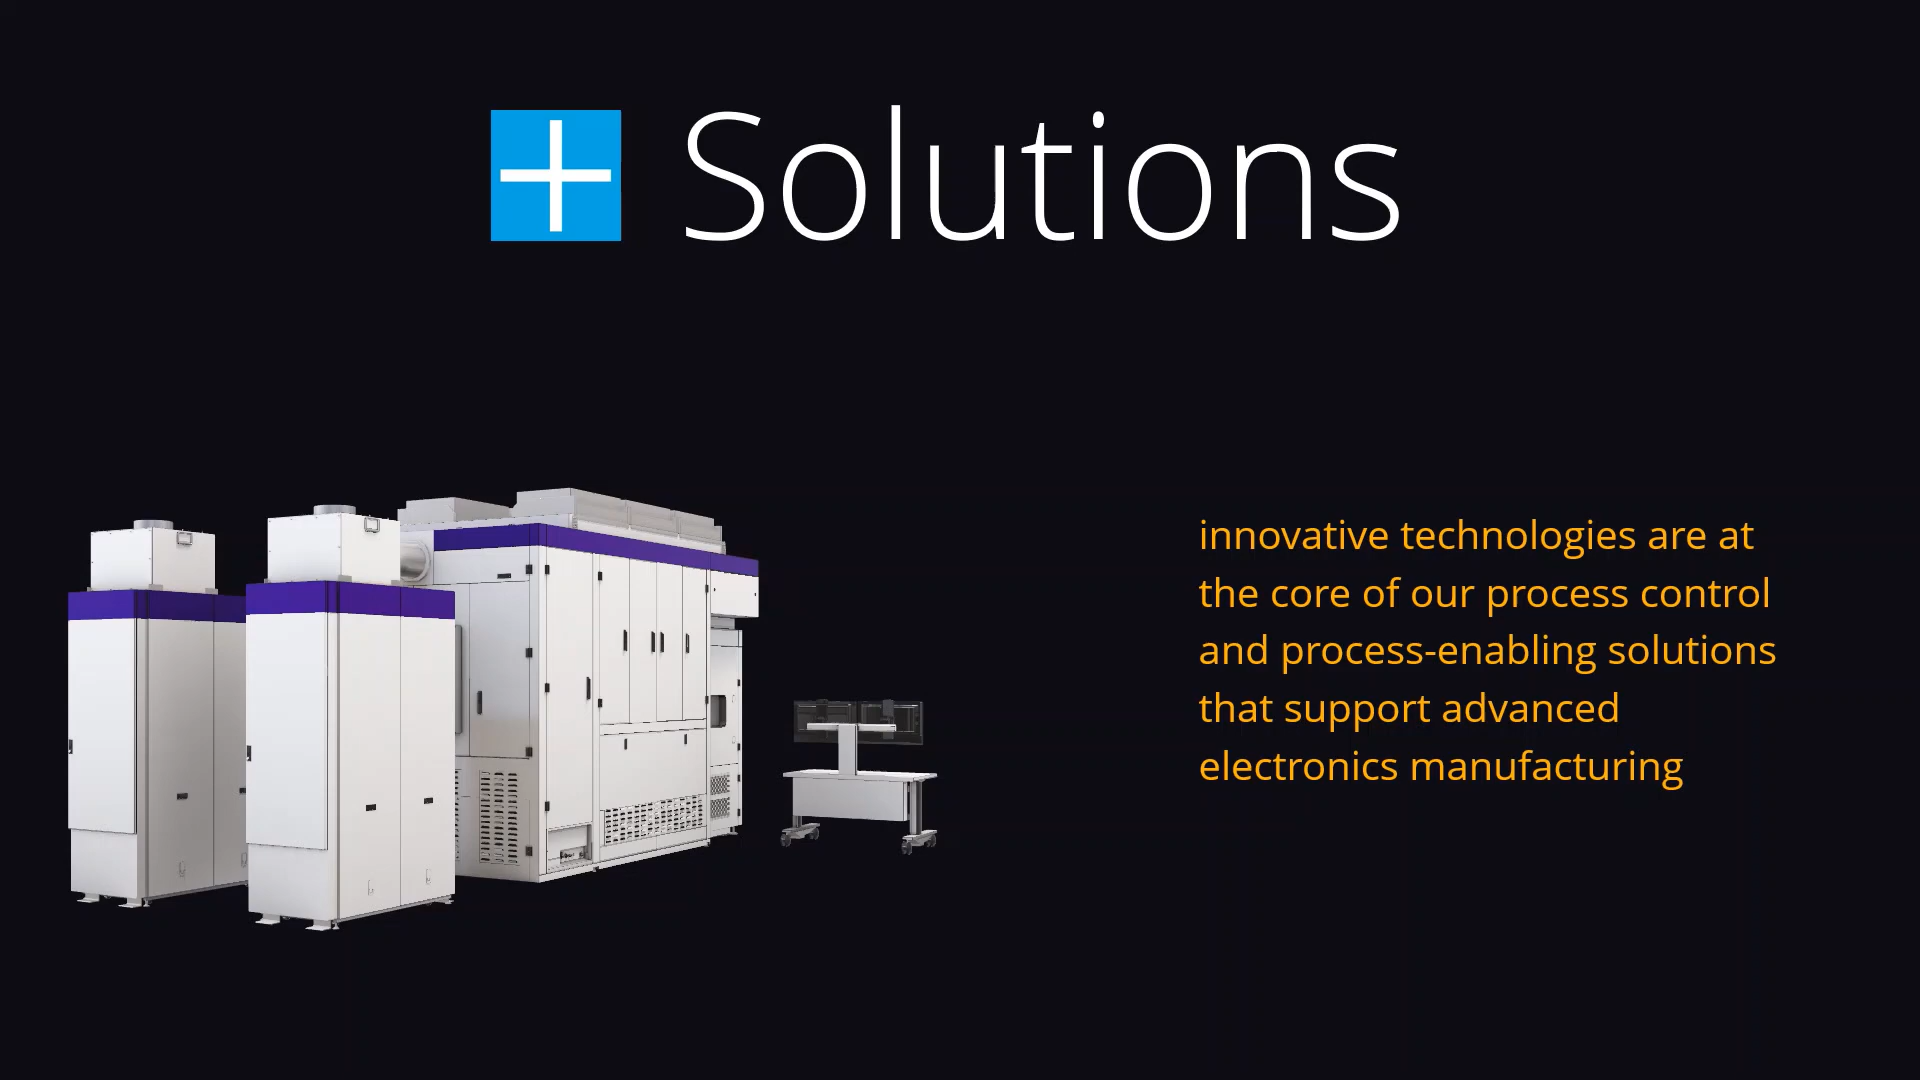 Solutions
innovative technologies are at
the core of our process control
and process-enabling solutions
that support advanced
electronics manufacturing